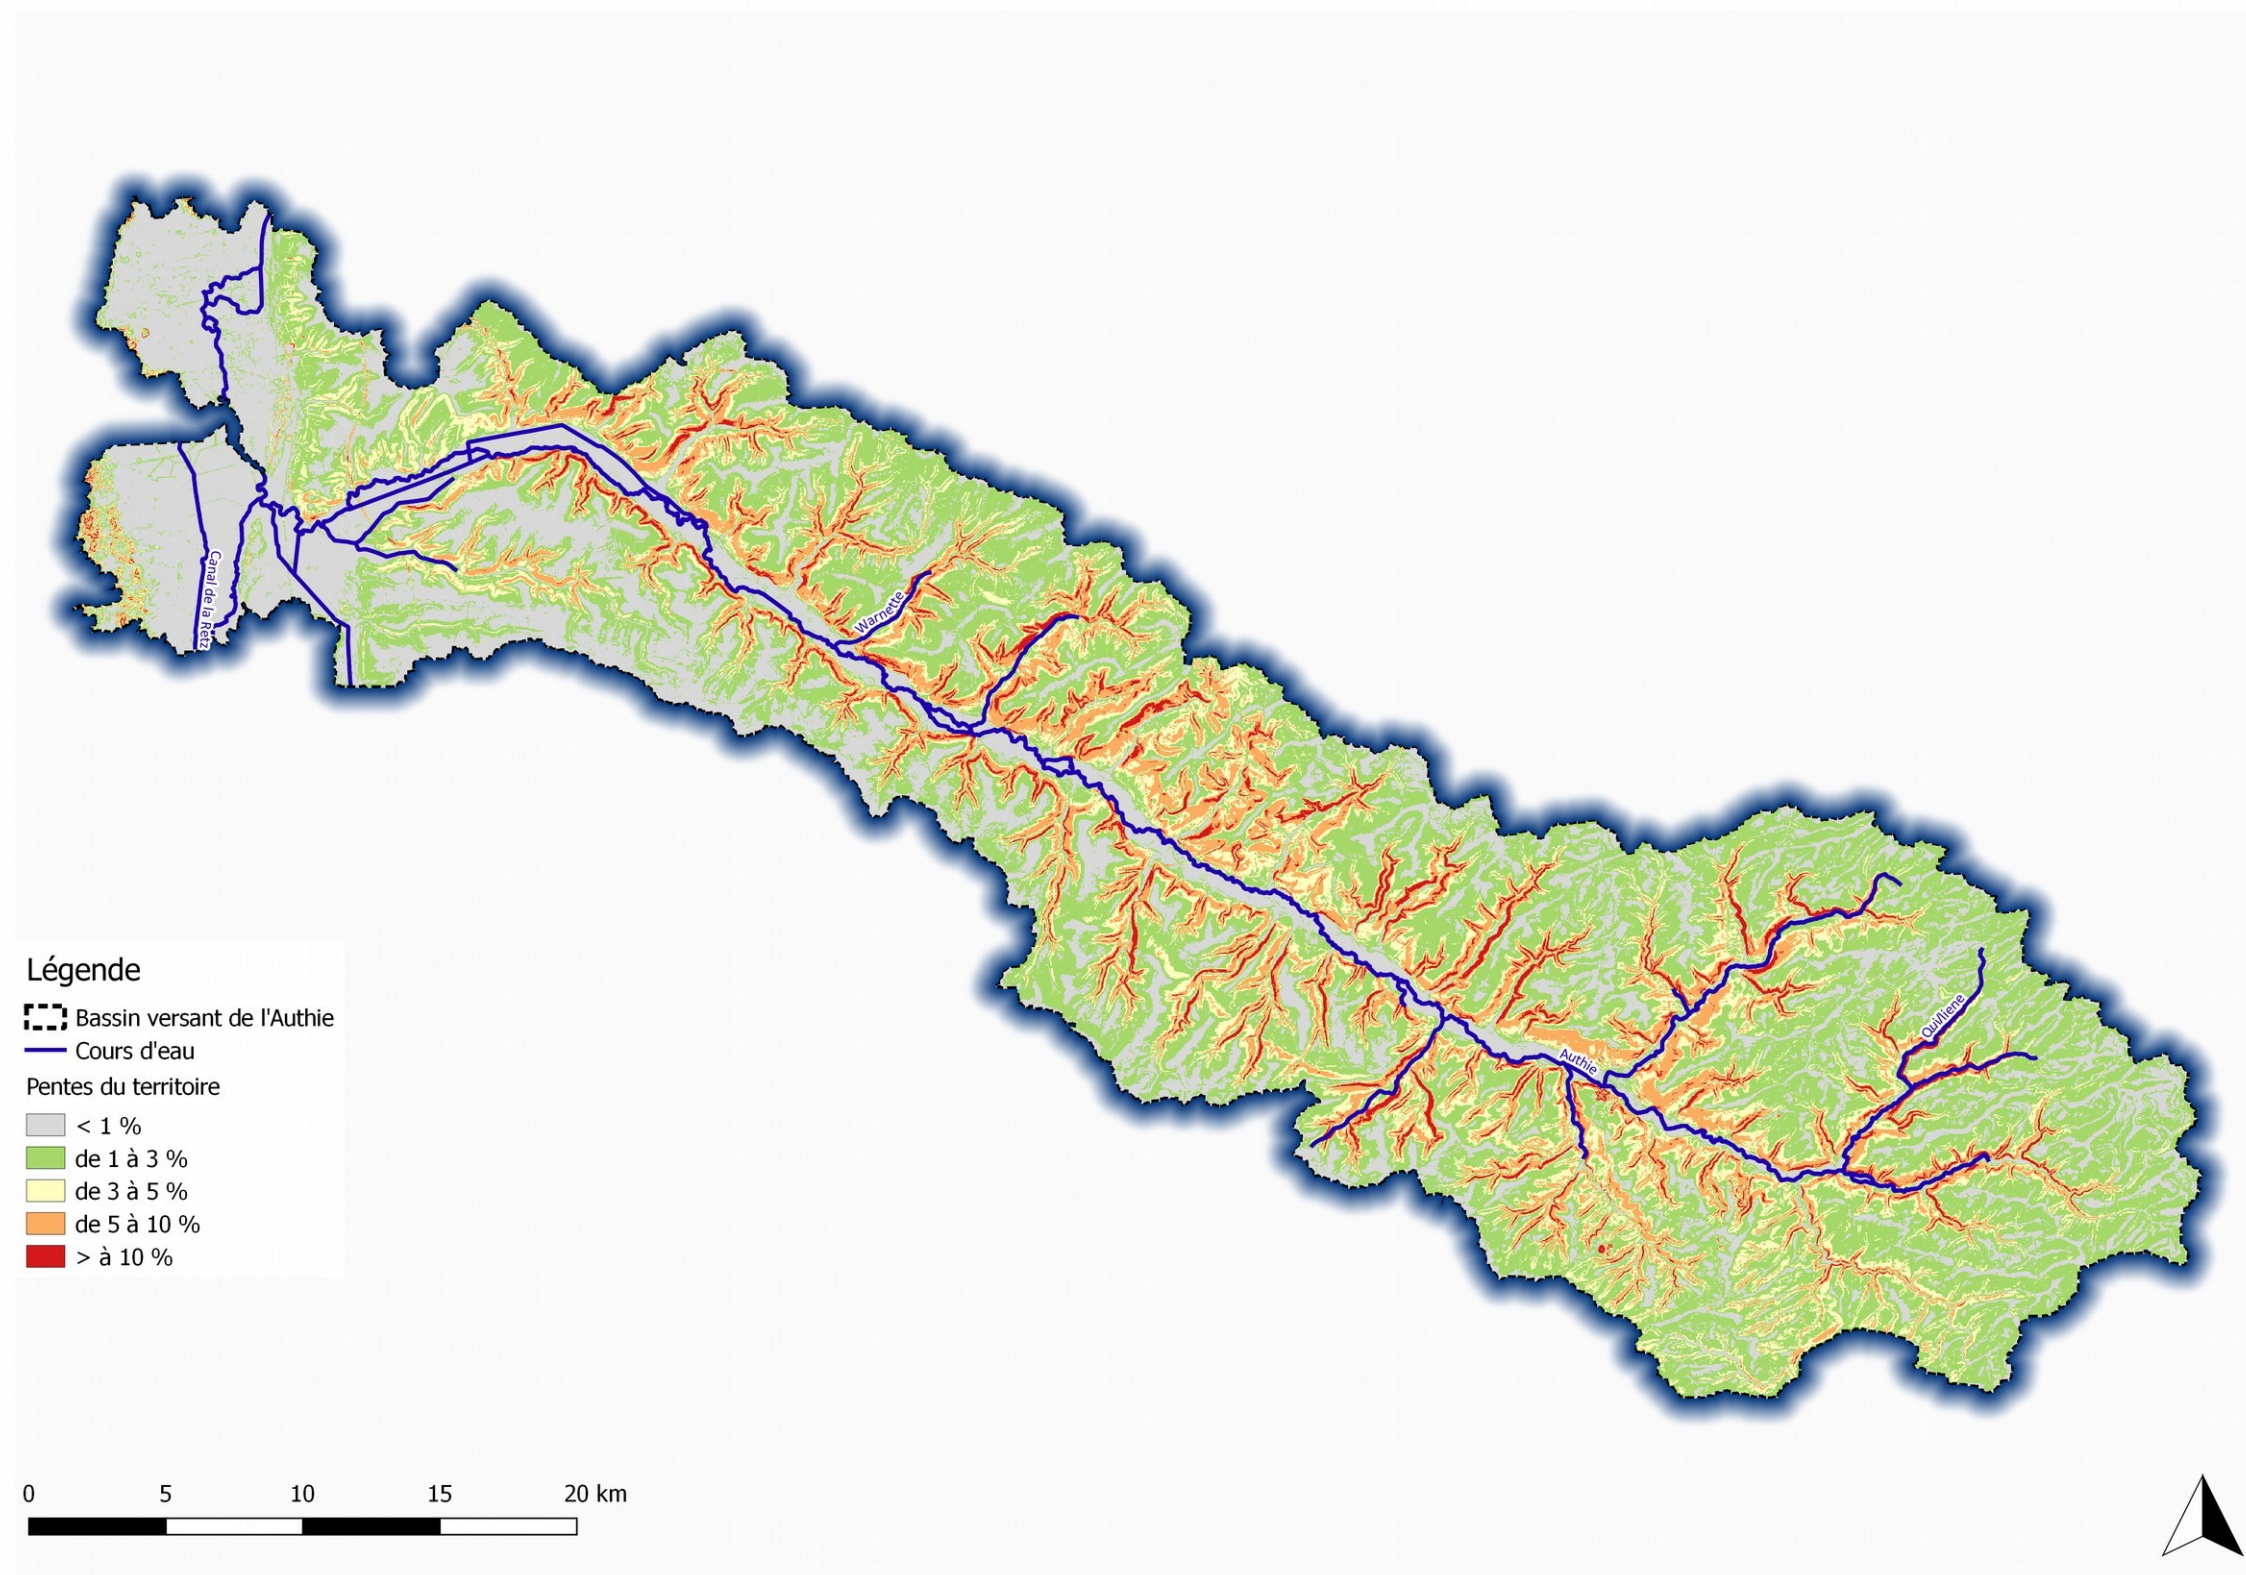 Canal de la Retz
Warnette
Authie
Légende
Bassin versant de l'Authie
Cours d'eau
Pentes du territoire
< 1 %
de 1 à 3 %
de 3 à 5 %
de 5 à 10 %
> à 10 %
0 5 10 15 20 km